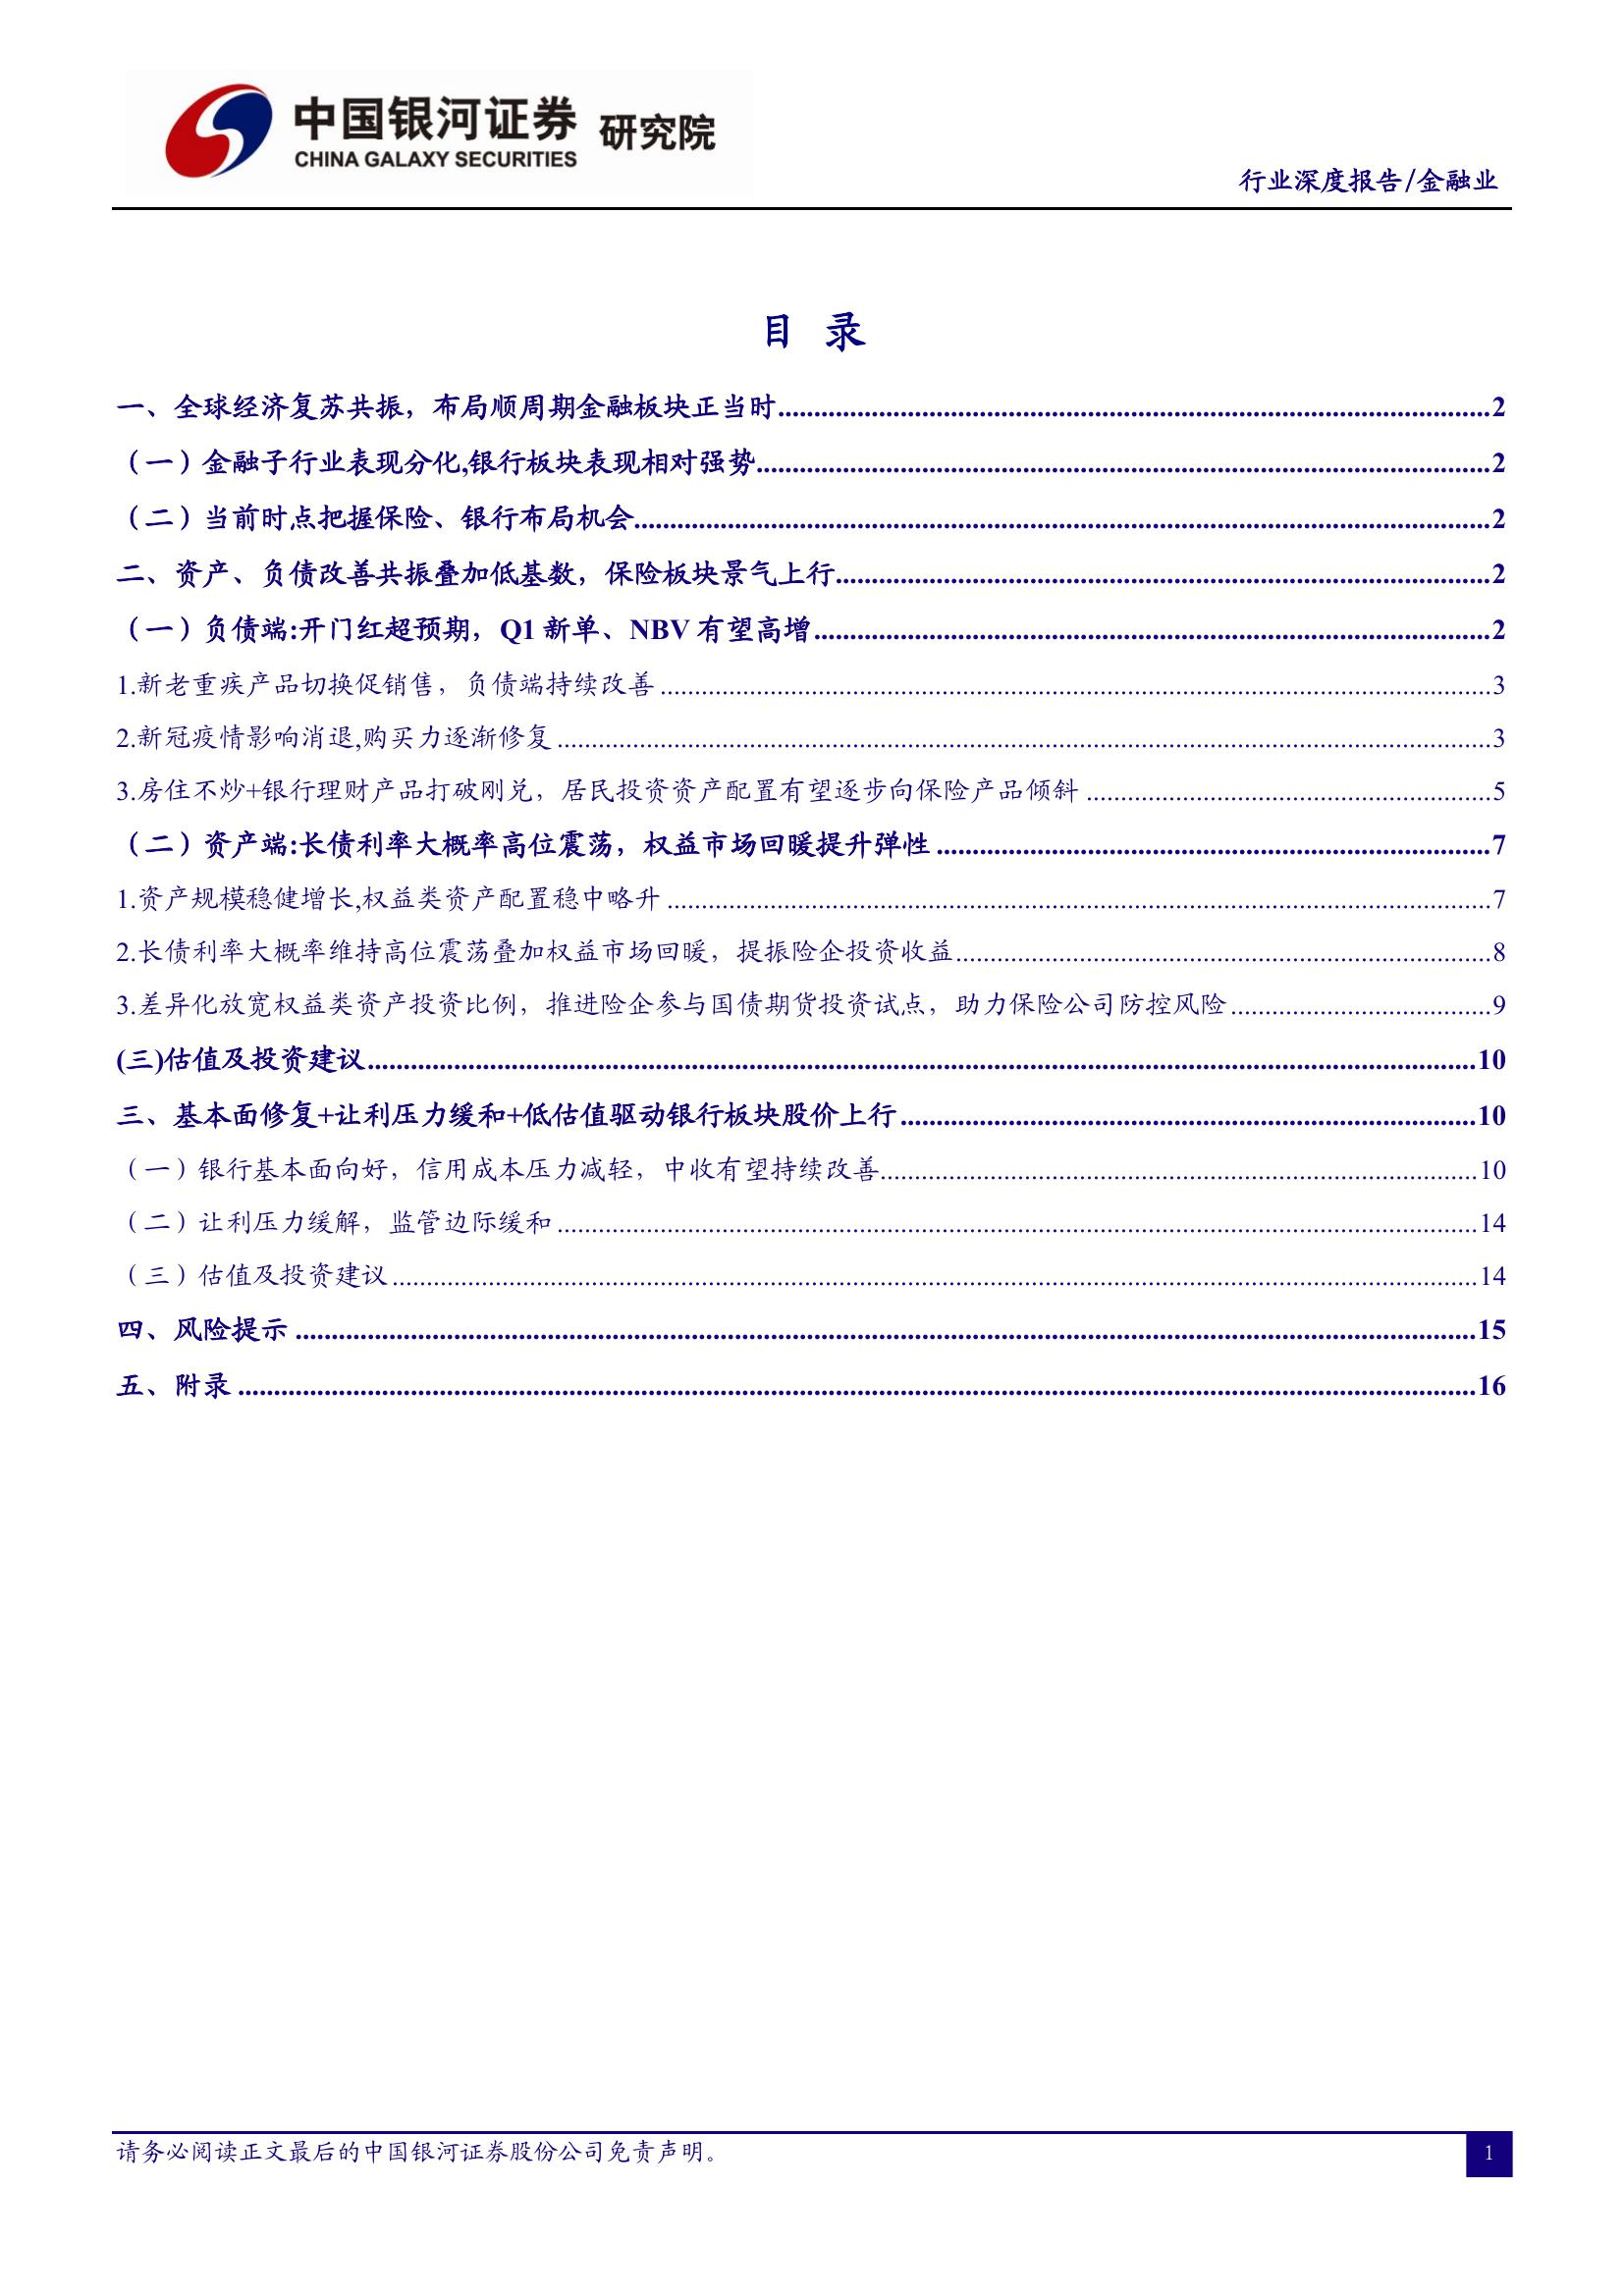 中国银河证券 研究院
CHINA GALAXY SECURITIES
行业深度报告/金融业
目 录
一、全球经济复苏共振，布局顺周期金融板块正当时........2
（一）金融子行业表现分化,银行板块表现相对强势........2
（二）当前时点把握保险、银行布局机会........2
二、资产、负债改善共振叠加低基数，保险板块景气上行........2
（一）负债端:开门红超预期，Q1 新单、NBV 有望高增........2
1.新老重疾产品切换促销售，负债端持续改善........3
2.新冠疫情影响消退,购买力逐渐修复........3
3.房住不炒+银行理财产品打破刚兑，居民投资资产配置有望逐步向保险产品倾斜........5
（二）资产端:长债利率大概率高位震荡，权益市场回暖提升弹性........7
1.资产规模稳健增长,权益类资产配置稳中略升........7
2.长债利率大概率维持高位震荡叠加权益市场回暖，提振险企投资收益........8
3.差异化放宽权益类资产投资比例，推进险企参与国债期货投资试点，助力保险公司防控风险........9
(三)估值及投资建议........10
三、基本面修复+让利压力缓和+低估值驱动银行板块股价上行........10
（一）银行基本面向好，信用成本压力减轻，中收有望持续改善........10
（二）让利压力缓解，监管边际缓和........14
（三）估值及投资建议........14
四、风险提示........15
五、附录........16
请务必阅读正文最后的中国银河证券股份公司免责声明。
1